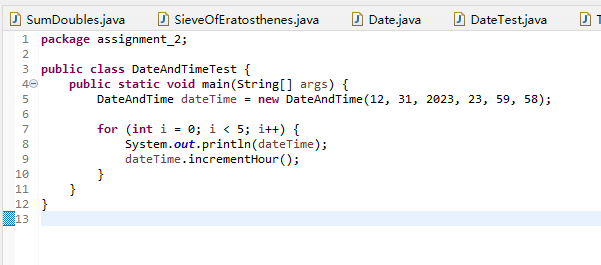 SumDoubles.java SieveOfEratosthenes.java Date.java DateTest.java
1 package assignment_2;
2
3 public class DateAndTimeTest {
4 public static void main(String[] args) {
5 DateAndTime dateTime = new DateAndTime(12, 31, 2023, 23, 59, 58);
6
7 for (int i = 0; i < 5; i++) {
8 System.out.println(dateTime);
9 dateTime.incrementHour();
10 }
11 }
12 }
13